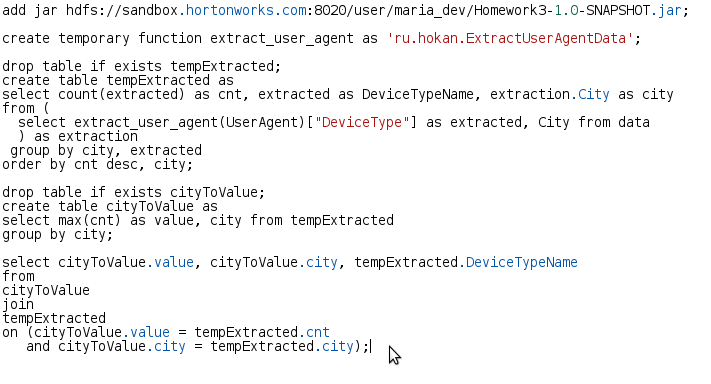 add jar hdfs://sandbox.hortonworks.com:8020/user/maria_dev/Homework3-1.0-SNAPSHOT.jar;
create temporary function extract_user_agent as 'ru.hokan.ExtractUserAgentData';
drop table if exists tempExtracted;
create table tempExtracted as
select count(extracted) as cnt, extracted as DeviceTypeName, extraction.City as city
from (
  select extract_user_agent(UserAgent)["DeviceType"] as extracted, City from data
  ) as extraction
 group by city, extracted
order by cnt desc, city;
drop table if exists cityToValue;
create table cityToValue as
select max(cnt) as value, city from tempExtracted
group by city;
select cityToValue.value, cityToValue.city, tempExtracted.DeviceTypeName
from
cityToValue
join
tempExtracted
on (cityToValue.value = tempExtracted.cnt
   and cityToValue.city = tempExtracted.city);